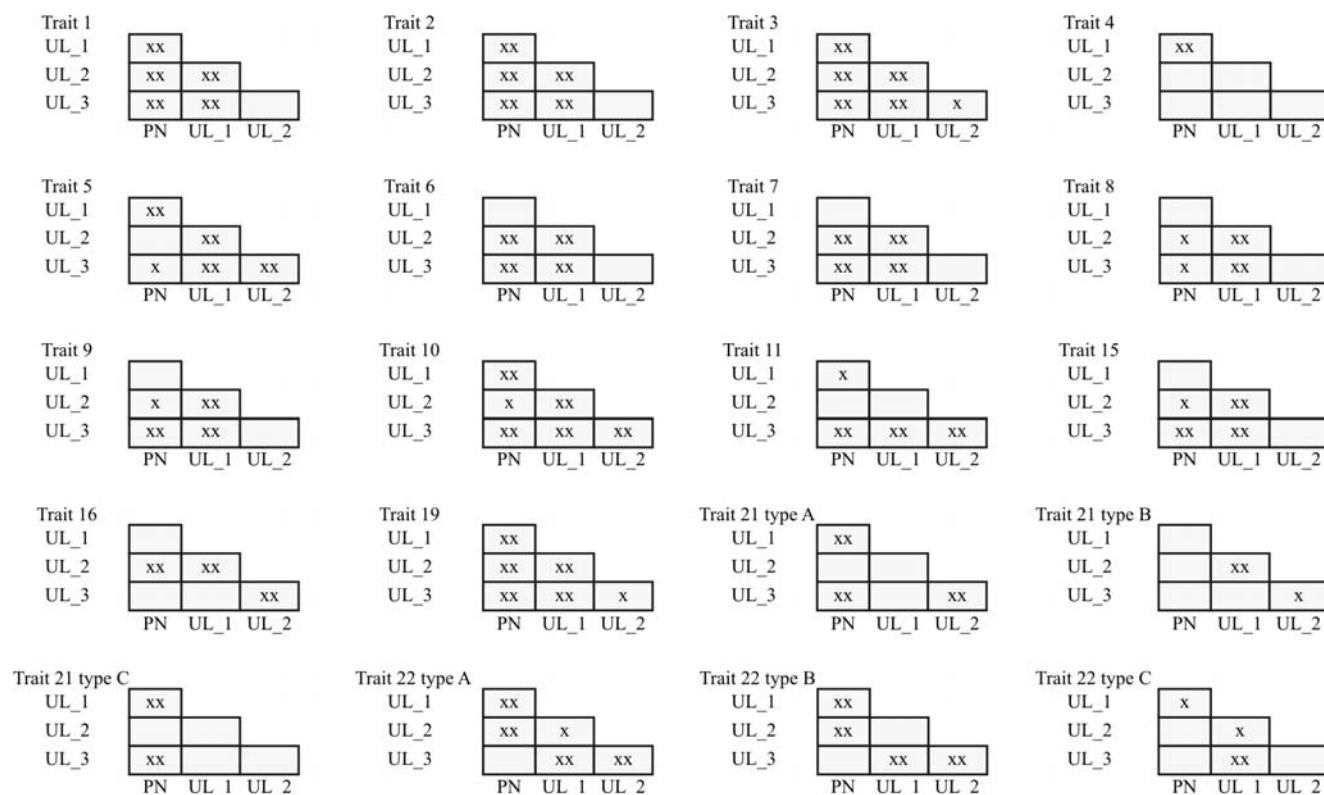 Trait 1 Trait 2 Trait 3 Trait 4
UL_1 xx UL_1 xx UL_1 xx UL_1 xx
UL_2 xx xx UL_2 xx xx UL_2 xx xx UL_2
UL_3 xx xx UL_3 xx xx UL_3 xx xx x UL_3
PN UL_1 UL_2 PN UL_1 UL_2 PN UL_1 UL_2 PN UL_1 UL_2
Trait 5 Trait 6 Trait 7 Trait 8
UL_1 xx UL_1 UL_1 UL_1
UL_2 xx UL_2 xx xx UL_2 xx xx UL_2 x xx
UL_3 x xx xx UL_3 xx xx UL_3 xx xx UL_3 x xx
PN UL_1 UL_2 PN UL_1 UL_2 PN UL_1 UL_2 PN UL_1 UL_2
Trait 9 Trait 10 Trait 11 Trait 15
UL_1 UL_1 xx UL_1 x UL_1
UL_2 x xx UL_2 x xx UL_2 UL_2 x xx
UL_3 xx xx UL_3 xx xx xx UL_3 xx xx xx UL_3 xx xx
PN UL_1 UL_2 PN UL_1 UL_2 PN UL_1 UL_2 PN UL_1 UL_2
Trait 16 Trait 19 Trait 21 type A Trait 21 type B
UL_1 UL_1 xx UL_1 xx UL_1
UL_2 xx xx UL_2 xx xx UL_2 UL_2 xx
UL_3 xx UL_3 xx xx x UL_3 xx xx UL_3 x
PN UL_1 UL_2 PN UL_1 UL_2 PN UL_1 UL_2 PN UL_1 UL_2
Trait 21 type C Trait 22 type A Trait 22 type B Trait 22 type C
UL_1 xx UL_1 xx UL_1 xx UL_1 x
UL_2 UL_2 xx x UL_2 xx UL_2 x
UL_3 xx UL_3 xx xx UL_3 xx xx UL_3 xx
PN UL_1 UL_2 PN UL_1 UL_2 PN UL_1 UL_2 PN UL_1 UL_2